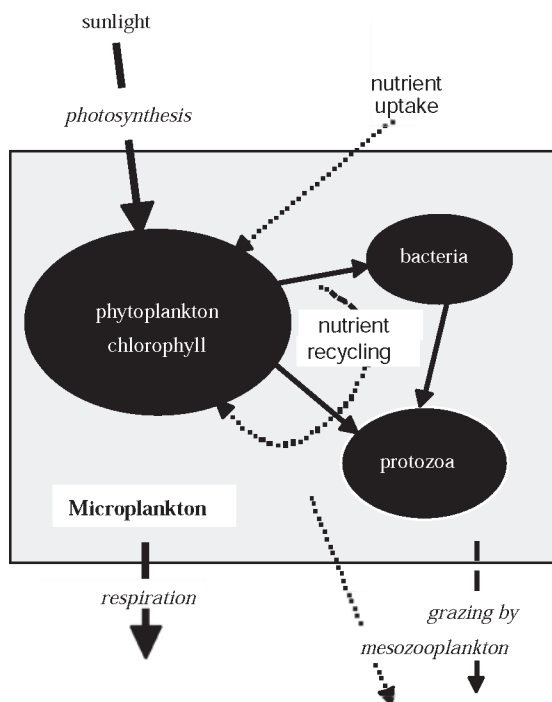 sunlight
nutrient
uptake
photosynthesis
bacteria
phytoplankton
chlorophyll
nutrient
recycling
protozoa
Microplankton
respiration
grazing by
mesozooplankton